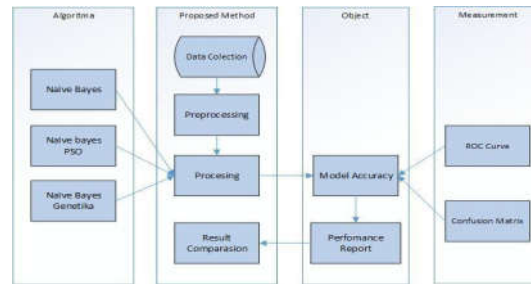 Algoritma
Naive Bayes
Naive bayes
PSO
Naive Bayes
Genetika
Proposed Method
Data Colection
Preprocessing
Procesing
Result
Comparasion
Object
Model Accuracy
Perfomance
Report
Measurement
ROC Curve
Confusion Matrix